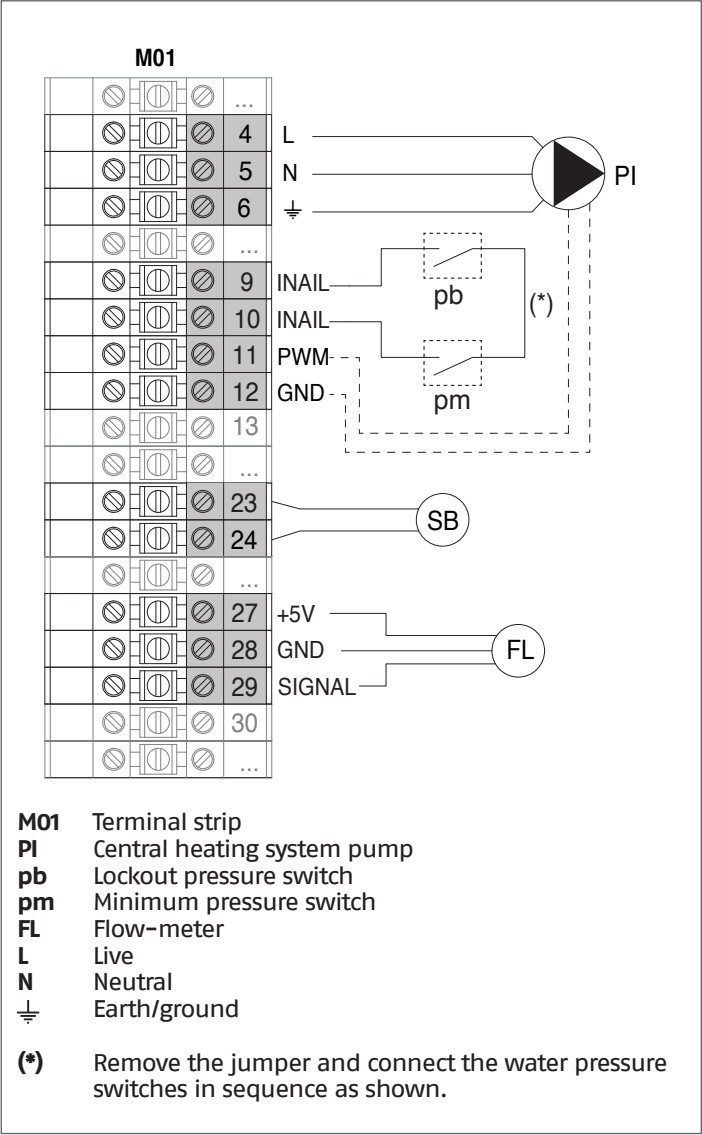 M01
...
4 L
5 N PI
6 ⏚
...
9 INAIL
pb (*)
10 INAIL
11 PWM
12 GND pm
13
...
23
SB
24
...
27 +5V
28 GND FL
29 SIGNAL
30
...
M01 Terminal strip
PI Central heating system pump
pb Lockout pressure switch
pm Minimum pressure switch
FL Flow-meter
L Live
N Neutral
⏚ Earth/ground
(*) Remove the jumper and connect the water pressure
switches in sequence as shown.